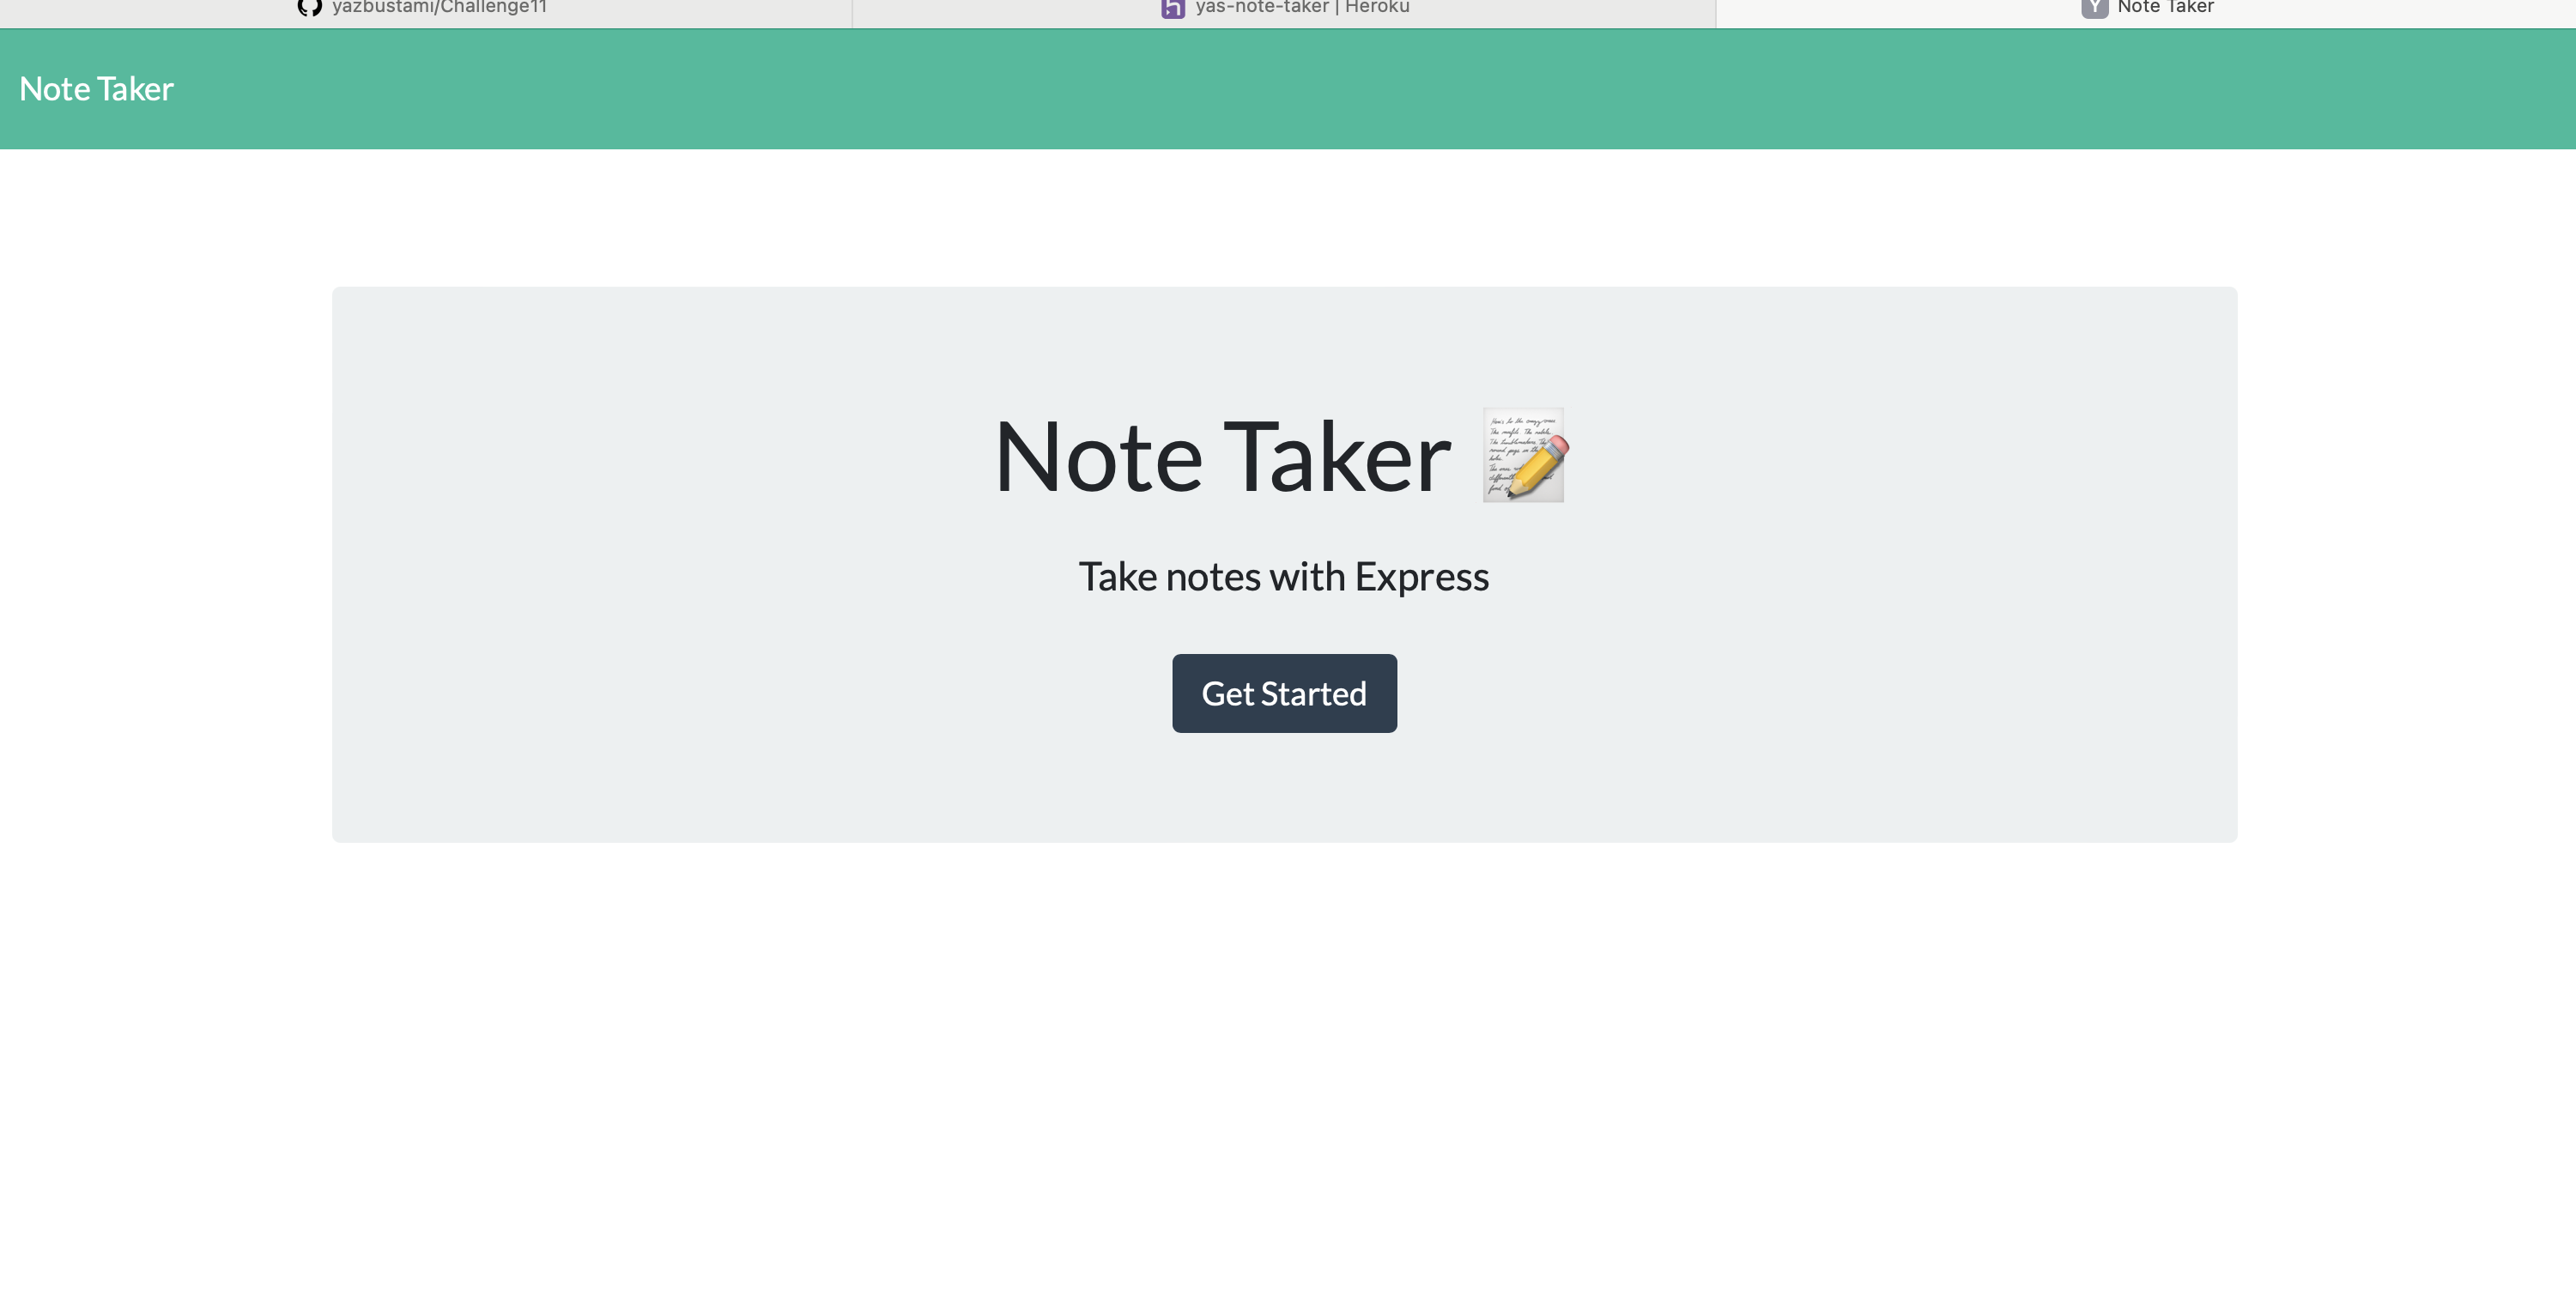 yazbustami/Challenge11
yas-note-taker | Heroku
Y Note Taker
Note Taker
Note Taker
Take notes with Express
Get Started